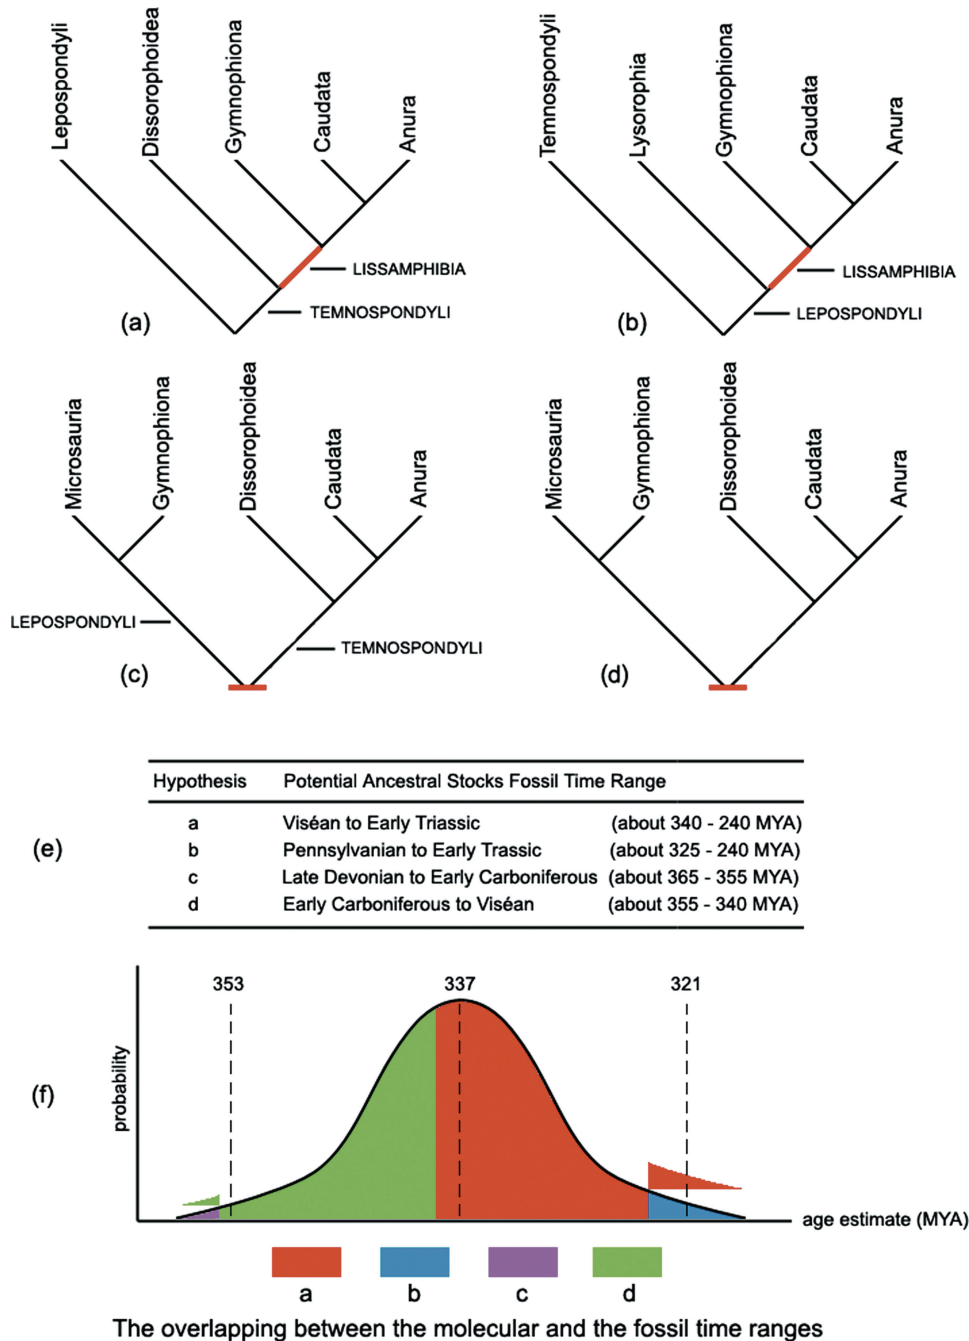 Lepospondyli
Dissorophoidea
Gymnophiona
Caudata
Anura
LISSAMPHIBIA
TEMNOSPONDYLI
(a)
Temnospondyli
Lysorophia
Gymnophiona
Caudata
Anura
LISSAMPHIBIA
LEPOSPONDYLI
(b)
Microsauria
Gymnophiona
Dissorophoidea
Caudata
Anura
LEPOSPONDYLI
TEMNOSPONDYLI
(c)
Microsauria
Gymnophiona
Dissorophoidea
Caudata
Anura
(d)
(e)
Hypothesis Potential Ancestral Stocks Fossil Time Range
a Viséan to Early Triassic (about 340 - 240 MYA)
b Pennsylvanian to Early Trassic (about 325 - 240 MYA)
c Late Devonian to Early Carboniferous (about 365 - 355 MYA)
d Early Carboniferous to Viséan (about 355 - 340 MYA)
(f)
353 337 321
probability
age estimate (MYA)
a b c d
The overlapping between the molecular and the fossil time ranges